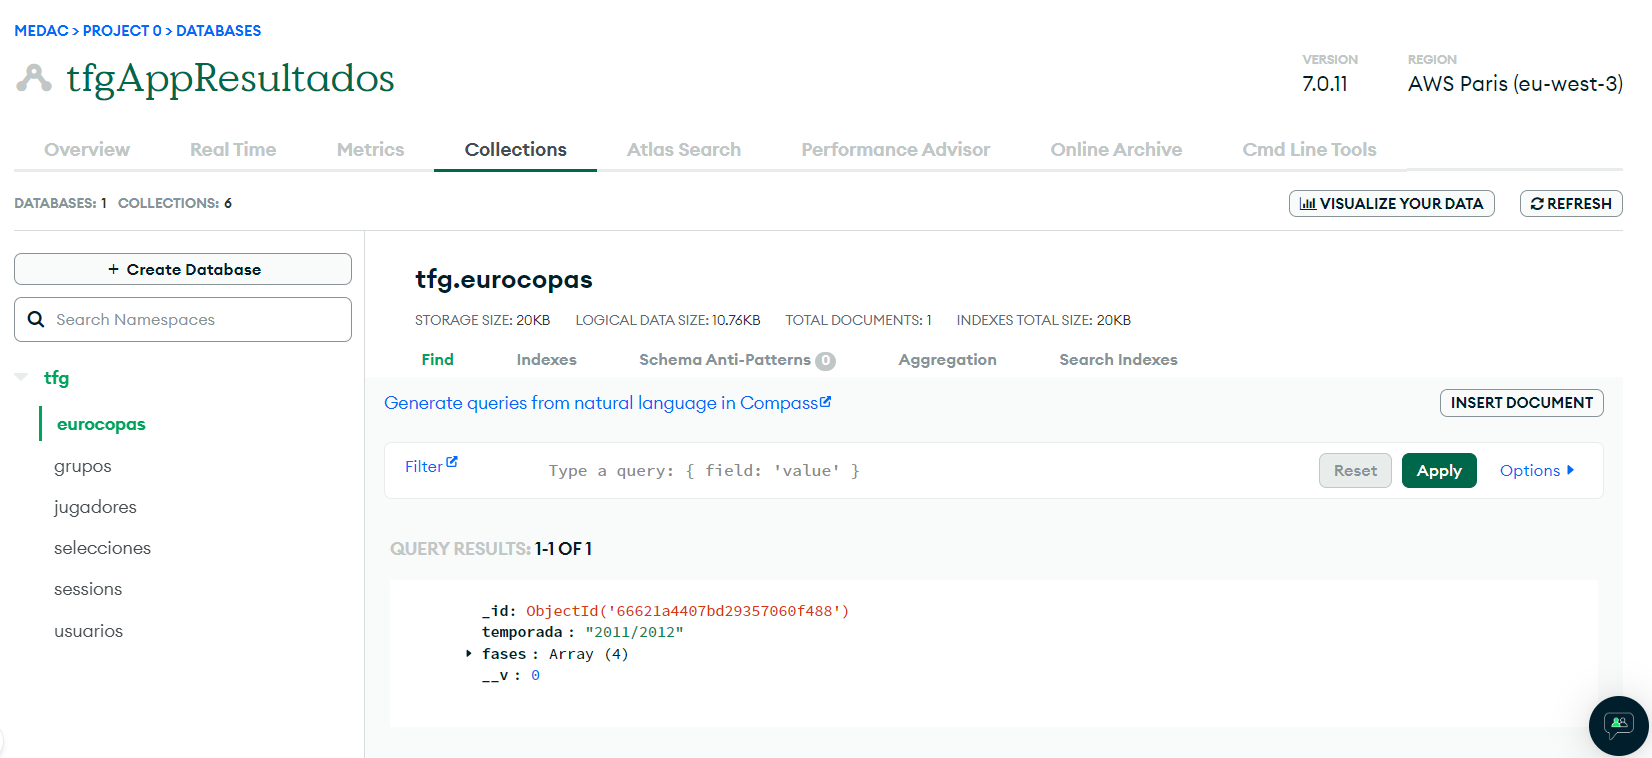 MEDAC > PROJECT 0 > DATABASES
tfgAppResultados
VERSION
7.0.11
REGION
AWS Paris (eu-west-3)
Overview Real Time Metrics Collections Atlas Search Performance Advisor Online Archive Cmd Line Tools
DATABASES: 1 COLLECTIONS: 6
VISUALIZE YOUR DATA
REFRESH
+ Create Database
Search Namespaces
tfg
eurocopas
grupos
jugadores
selecciones
sessions
usuarios
tfg.eurocopas
STORAGE SIZE: 20KB LOGICAL DATA SIZE: 10.76KB TOTAL DOCUMENTS: 1 INDEXES TOTAL SIZE: 20KB
Find Indexes Schema Anti-Patterns 0 Aggregation Search Indexes
Generate queries from natural language in Compass
INSERT DOCUMENT
Filter Type a query: { field: 'value' } Reset Apply Options
QUERY RESULTS: 1-1 OF 1
_id: ObjectId('66621a4407bd29357060f488')
temporada : "2011/2012"
fases : Array (4)
__v : 0